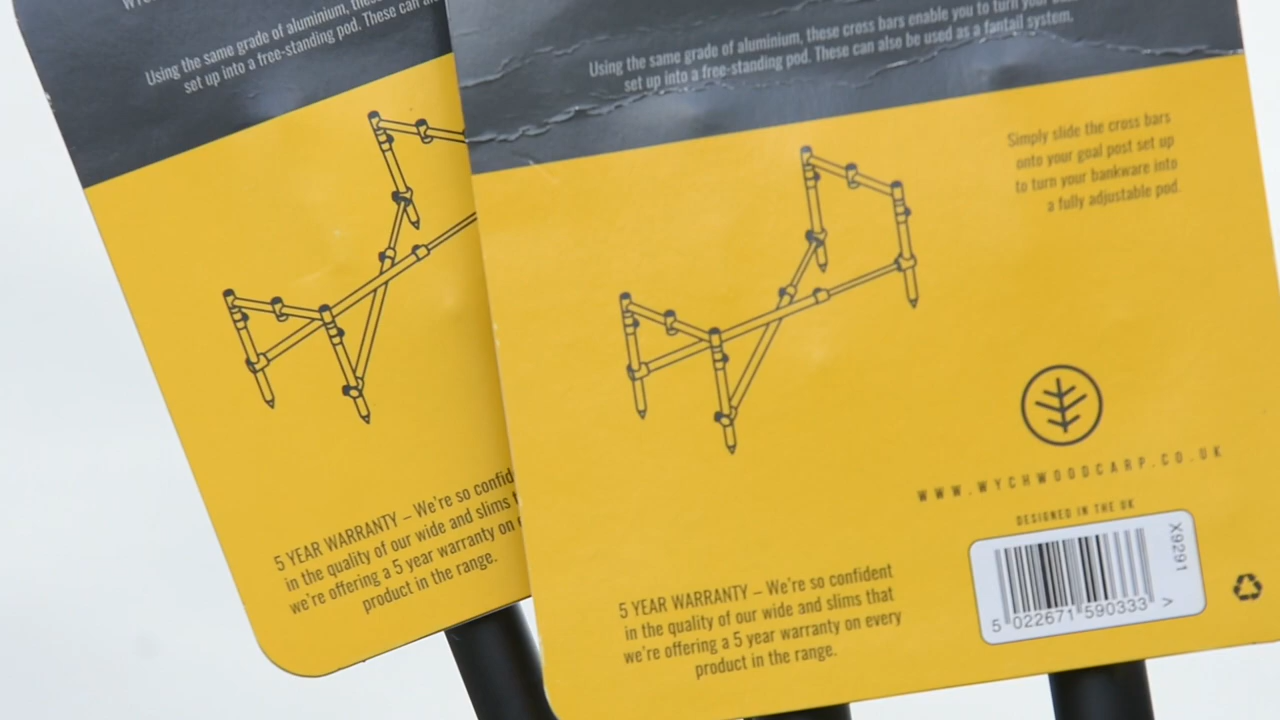 Using the same grade of aluminium, these
set up into a free-standing pod. These can al
5 YEAR WARRANTY – We're so confid
in the quality of our wide and slims t
we're offering a 5 year warranty on
product in the range.
Using the same grade of aluminium, these cross bars enable you to turn your
set up into a free-standing pod. These can also be used as a fantail system.
Simply slide the cross bars
onto your goal post set up
to turn your bankware into
a fully adjustable pod.
WWW.WYCHWOODCARP.CO.UK
DESIGNED IN THE UK
X9291
5 022671 590333 >
5 YEAR WARRANTY – We're so confident
in the quality of our wide and slims that
we're offering a 5 year warranty on every
product in the range.